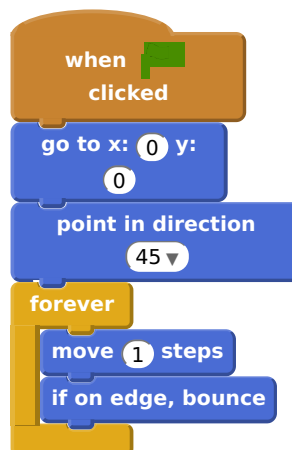 when
clicked
go to x: 0 y:
0
point in direction
45▼
forever
move 1 steps
if on edge, bounce